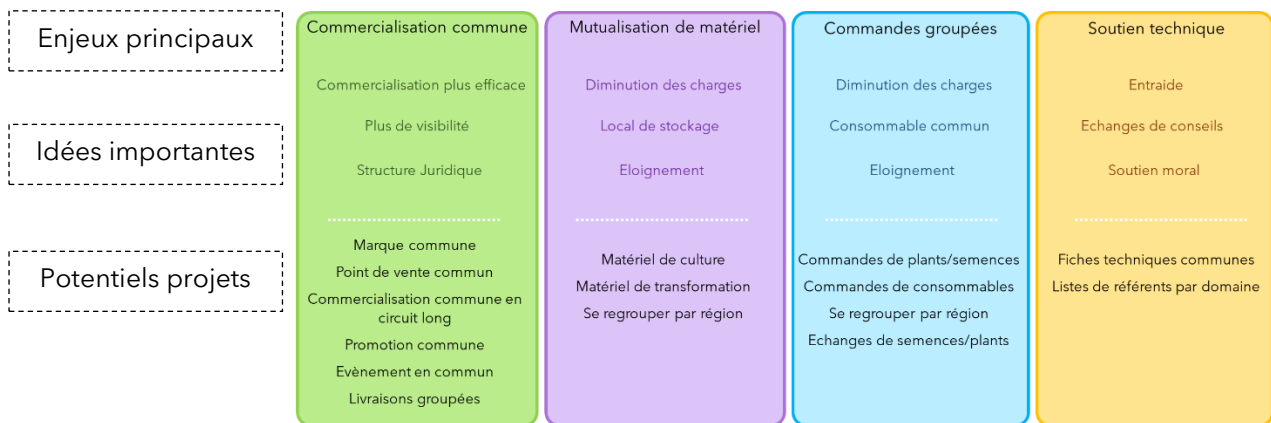 Enjeux principaux
Commercialisation commune
Mutualisation de matériel
Commandes groupées
Soutien technique
Idées importantes
Commercialisation plus efficace
Plus de visibilité
Structure Juridique
Diminution des charges
Local de stockage
Eloignement
Diminution des charges
Consommable commun
Eloignement
Entraide
Echanges de conseils
Soutien moral
Potentiels projets
Marque commune
Point de vente commun
Commercialisation commune en
circuit long
Promotion commune
Evènement en commun
Livraisons groupées
Matériel de culture
Matériel de transformation
Se regrouper par région
Commandes de plants/semences
Commandes de consommables
Se regrouper par région
Echanges de semences/plants
Fiches techniques communes
Listes de référents par domaine